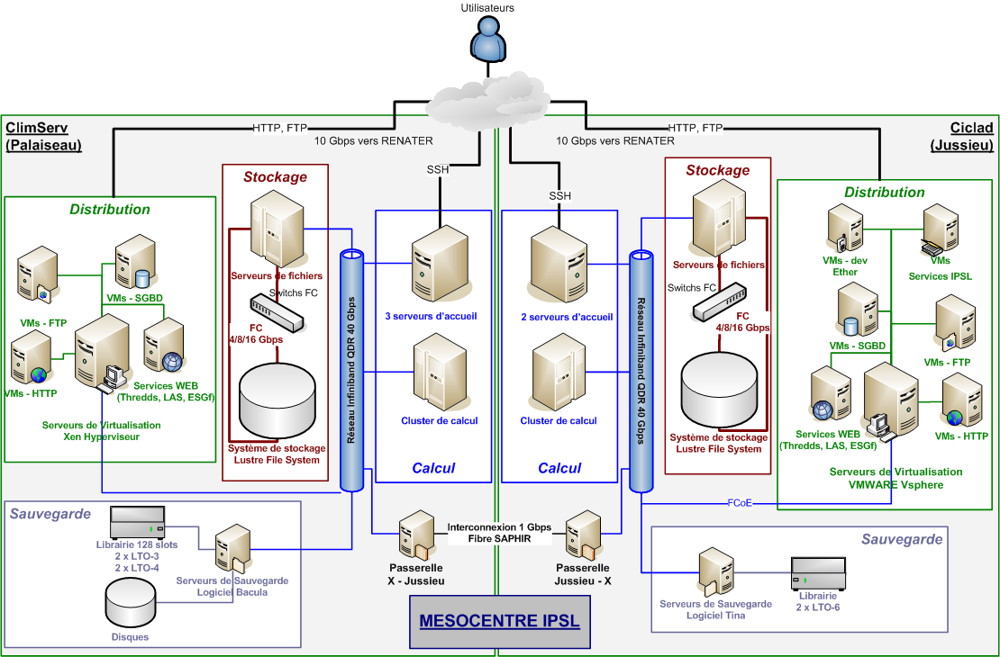 Utilisateurs
ClimServ
(Palaiseau)
HTTP, FTP
10 Gbps vers RENATER
SSH
Distribution
VMs - FTP
VMs - SGBD
VMs - HTTP
Services WEB
(Thredds, LAS, ESGf)
Serveurs de Virtualisation
Xen Hyperviseur
Stockage
Serveurs de fichiers
Switchs FC
FC
4/8/16 Gbps
Système de stockage
Lustre File System
Réseau Infiniband QDR 40 Gbps
3 serveurs d'accueil
Cluster de calcul
Calcul
Sauvegarde
Librairie 128 slots
2 x LTO-3
2 x LTO-4
Serveurs de Sauvegarde
Logiciel Bacula
Disques
Passerelle
X - Jussieu
Interconnexion 1 Gbps
Fibre SAPHIR
Passerelle
Jussieu - X
MESOCENTRE IPSL
Ciclad
(Jussieu)
HTTP, FTP
10 Gbps vers RENATER
SSH
2 serveurs d'accueil
Cluster de calcul
Calcul
Réseau Infiniband QDR 40 Gbps
Stockage
Serveurs de fichiers
Switchs FC
FC
4/8/16 Gbps
Système de stockage
Lustre File System
Distribution
VMs - dev
Ether
VMs
Services IPSL
VMs - SGBD
VMs - FTP
Services WEB
(Thredds, LAS, ESGf)
VMs - HTTP
Serveurs de Virtualisation
VMWARE Vsphere
FCoE
Sauvegarde
Serveurs de Sauvegarde
Logiciel Tina
Librairie
2 x LTO-6